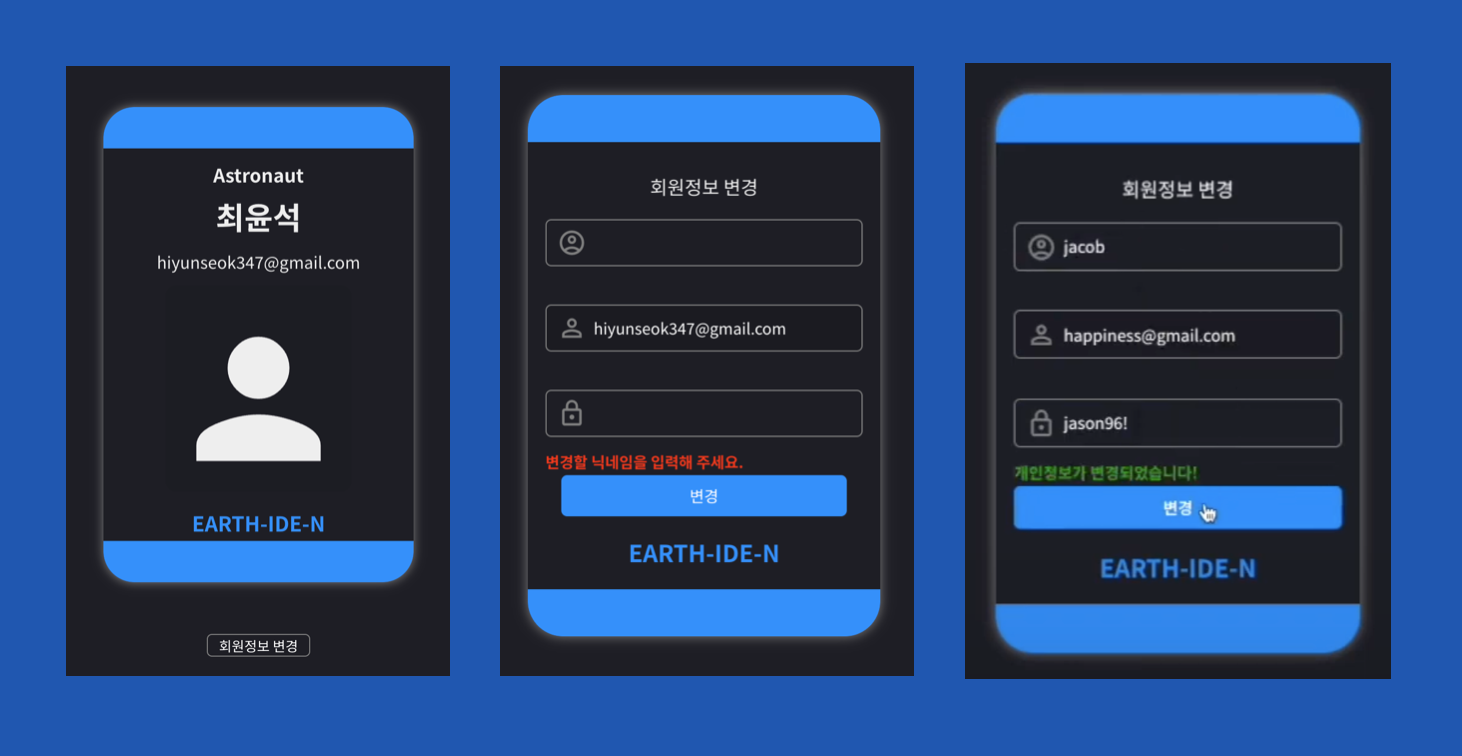 Astronaut
최윤석
hiyunseok347@gmail.com
EARTH-IDE-N
회원정보 변경
회원정보 변경
hiyunseok347@gmail.com
변경할 닉네임을 입력해 주세요.
변경
EARTH-IDE-N
회원정보 변경
jacob
happiness@gmail.com
jason96!
개인정보가 변경되었습니다!
변경
EARTH-IDE-N